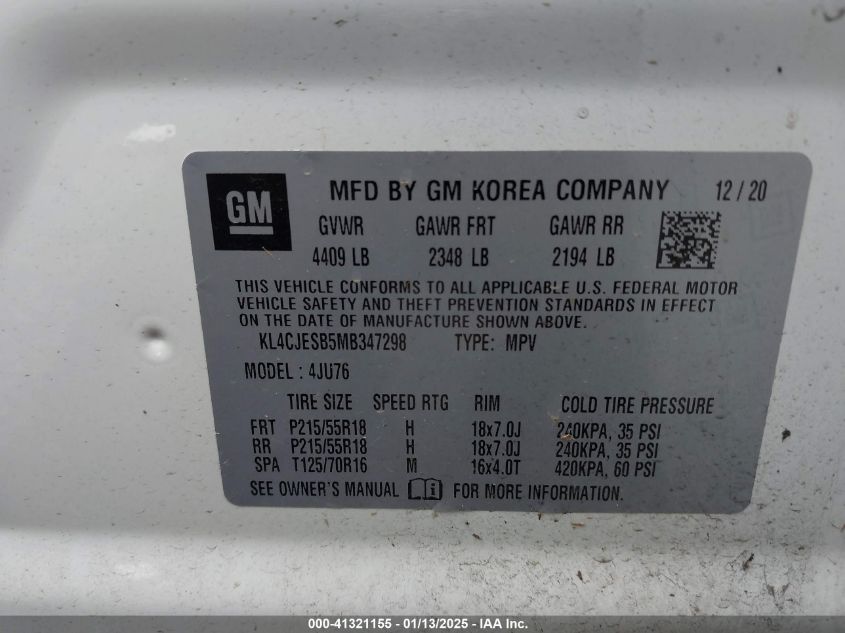 GM
MFD BY GM KOREA COMPANY 12/20
GVWR GAWR FRT GAWR RR
4409 LB 2348 LB 2194 LB
THIS VEHICLE CONFORMS TO ALL APPLICABLE U.S. FEDERAL MOTOR
VEHICLE SAFETY AND THEFT PREVENTION STANDARDS IN EFFECT
ON THE DATE OF MANUFACTURE SHOWN ABOVE.
KL4CJESB5MB347298 TYPE: MPV
MODEL: 4JU76
TIRE SIZE SPEED RTG RIM COLD TIRE PRESSURE
FRT P215/55R18 H 18x7.0J 240KPA, 35 PSI
RR P215/55R18 H 18x7.0J 240KPA, 35 PSI
SPA T125/70R16 M 16x4.0T 420KPA, 60 PSI
SEE OWNER'S MANUAL FOR MORE INFORMATION.
000-41321155 - 01/13/2025 - IAA Inc.